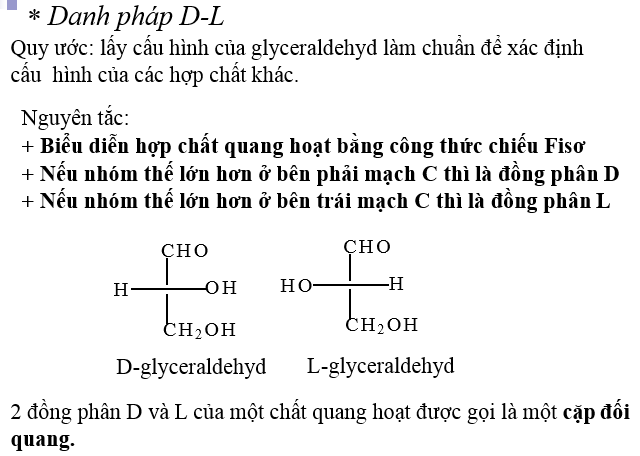 * Danh pháp D-L
Quy ước: lấy cấu hình của glyceraldehyd làm chuẩn để xác định
cấu hình của các hợp chất khác.
Nguyên tắc:
+ Biểu diễn hợp chất quang hoạt bằng công thức chiếu Fisơ
+ Nếu nhóm thế lớn hơn ở bên phải mạch C thì là đồng phân D
+ Nếu nhóm thế lớn hơn ở bên trái mạch C thì là đồng phân L
CHO CHO
H OH HO H
CH2OH CH2OH
D-glyceraldehyd L-glyceraldehyd
2 đồng phân D và L của một chất quang hoạt được gọi là một cặp đối
quang.